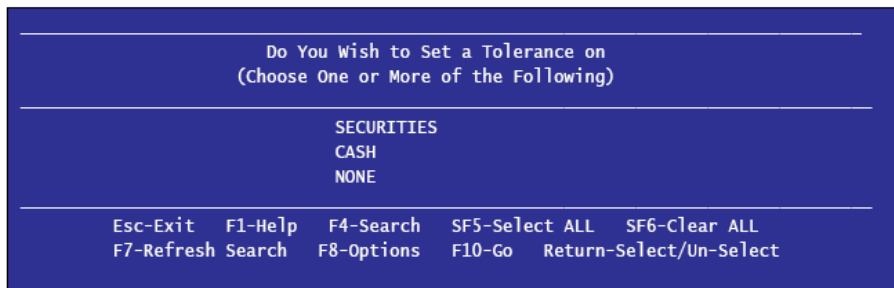 Do You Wish to Set a Tolerance on
(Choose One or More of the Following)
SECURITIES
CASH
NONE
Esc-Exit F1-Help F4-Search SF5-Select ALL SF6-Clear ALL
F7-Refresh Search F8-Options F10-Go Return-Select/Un-Select